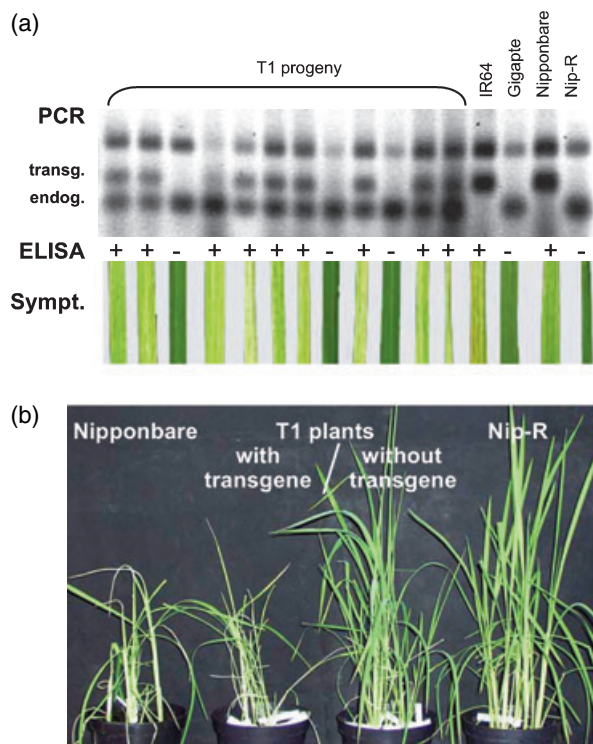 (a)
T1 progeny
IR64
Gigapte
Nipponbare
Nip-R
PCR
transg.
endog.
ELISA + + - + + + + - + - + + + - + -
Sympt.
(b)
Nipponbare T1 plants Nip-R
with without
transgene transgene